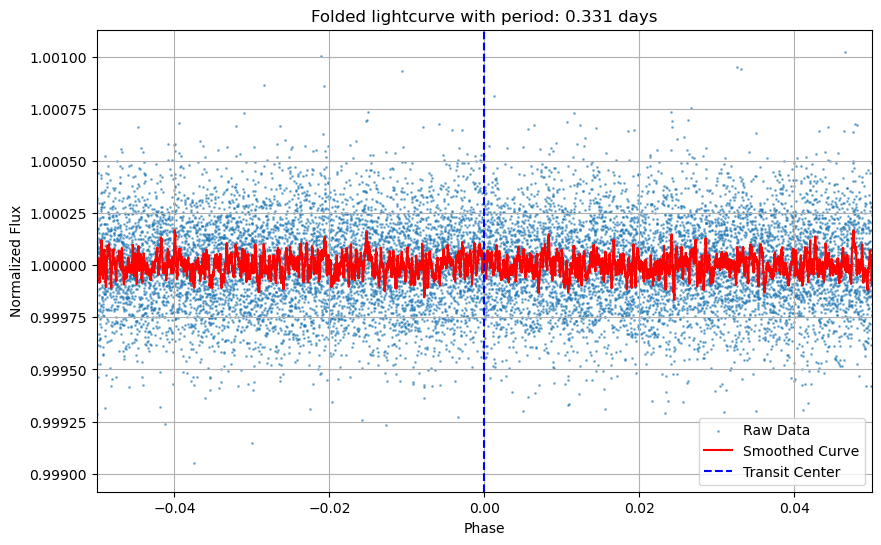 Folded lightcurve with period: 0.331 days
Normalized Flux
1.00100
1.00075
1.00050
1.00025
1.00000
0.99975
0.99950
0.99925
0.99900
Raw Data
Smoothed Curve
Transit Center
−0.04 −0.02 0.00 0.02 0.04
Phase